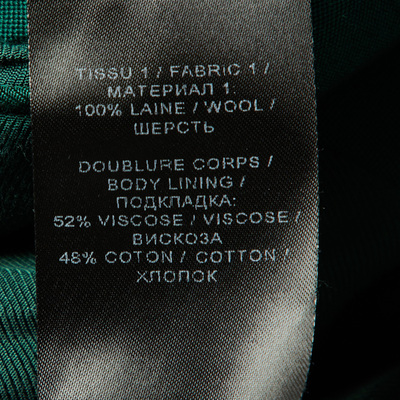 TISSU 1 / FABRIC 1 /
МАТЕРИАЛ 1:
100% LAINE / WOOL /
ШЕРСТЬ
DOUBLURE CORPS /
BODY LINING /
ПОДКЛАДКА:
52% VISCOSE / VISCOSE /
ВИСКОЗА
48% COTON / COTTON /
ХЛОПОК